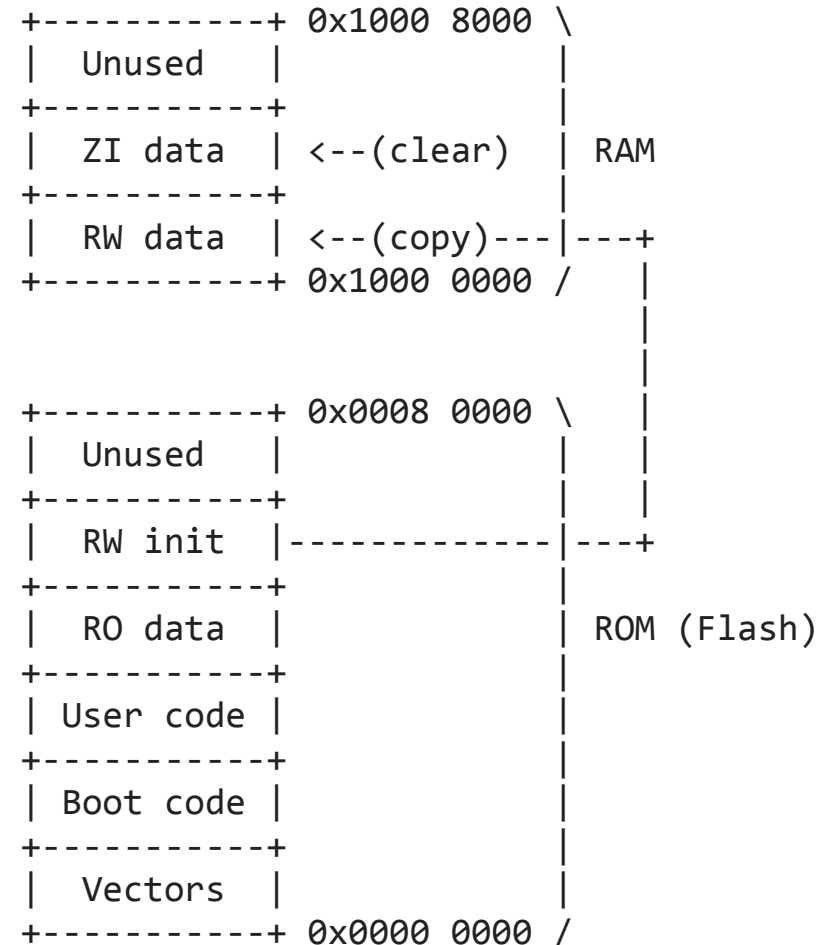 +-----------+ 0x1000 8000 \
|  Unused   |              |
+-----------+              |
|  ZI data  | <--(clear)   | RAM
+-----------+              |
|  RW data  | <--(copy)---|---+
+-----------+ 0x1000 0000 /   |
                              |
                              |
+-----------+ 0x0008 0000 \   |
|  Unused   |             |   |
+-----------+             |   |
|  RW init  |-------------|---+
+-----------+             |
|  RO data  |             | ROM (Flash)
+-----------+             |
| User code |             |
+-----------+             |
| Boot code |             |
+-----------+             |
|  Vectors  |             |
+-----------+ 0x0000 0000 /